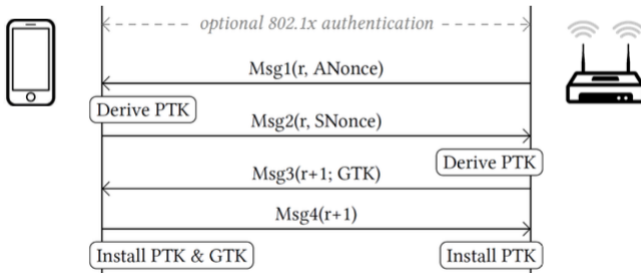 optional 802.1x authentication
Msg1(r, ANonce)
Derive PTK
Msg2(r, SNonce)
Derive PTK
Msg3(r+1; GTK)
Msg4(r+1)
Install PTK & GTK
Install PTK